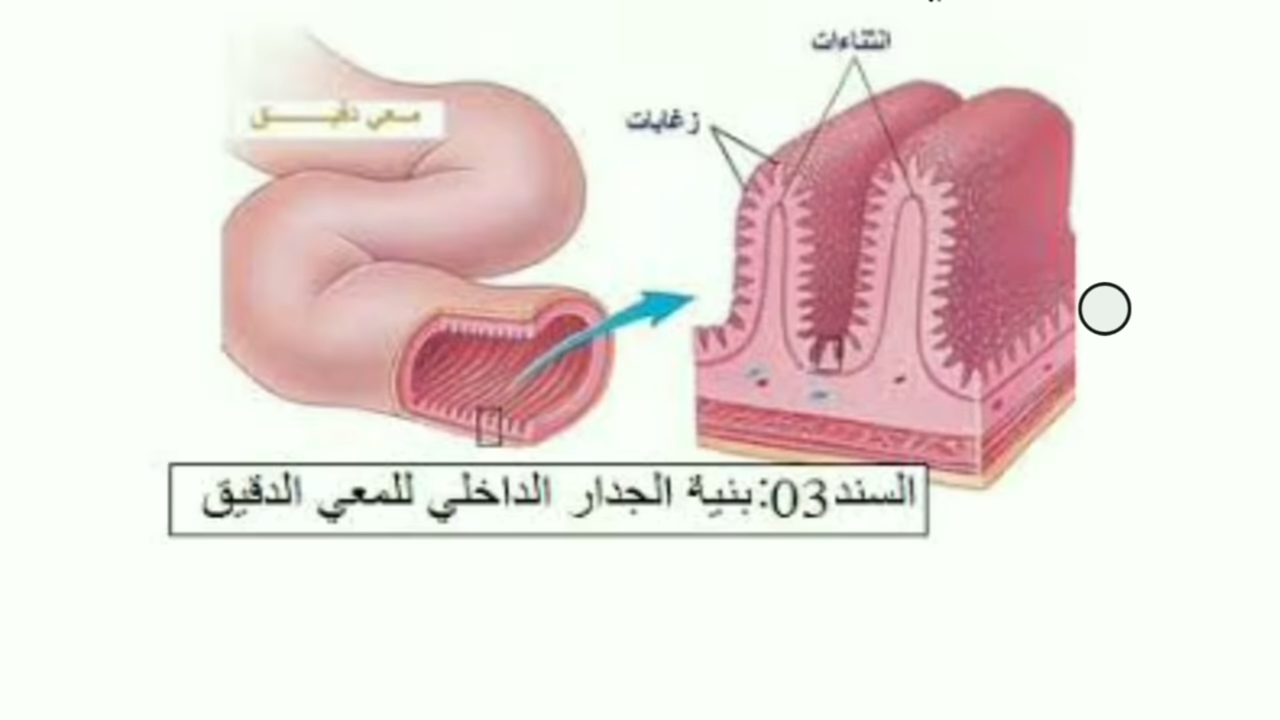 انثناءات
زغابات
معي دقيق
السند03:بنية الجدار الداخلي للمعي الدقيق